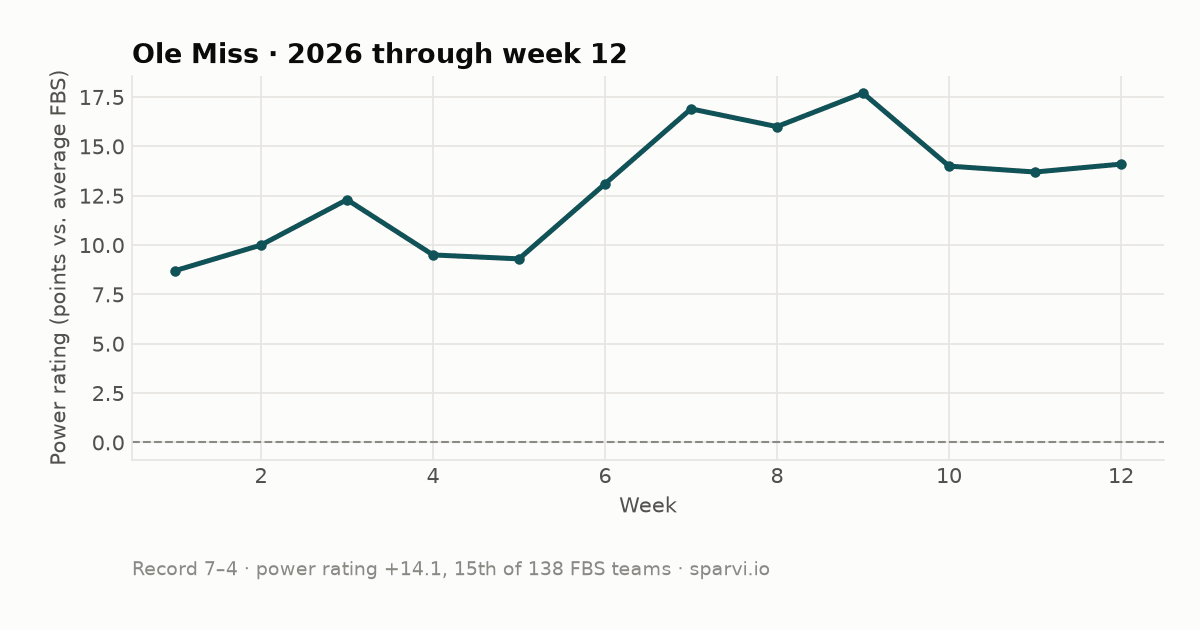 Ole Miss · 2026 through week 12
Power rating (points vs. average FBS)
17.5
15.0
12.5
10.0
7.5
5.0
2.5
0.0
2 4 6 8 10 12
Week
Record 7–4 · power rating +14.1, 15th of 138 FBS teams · sparvi.io